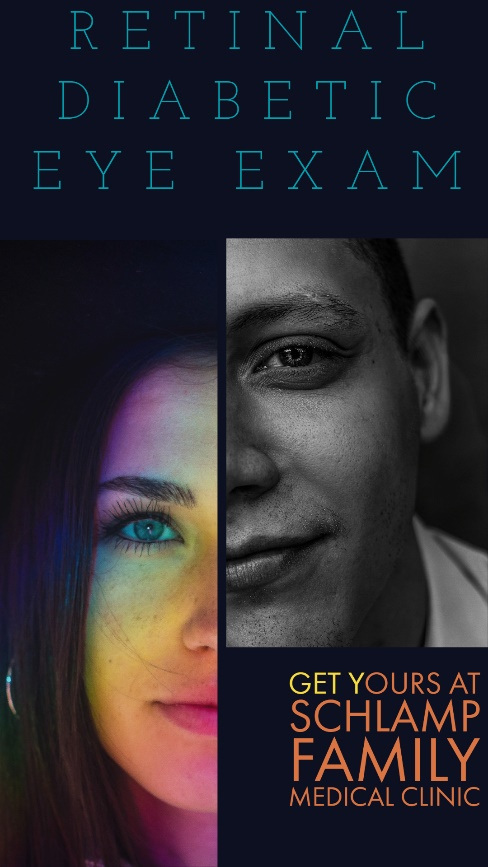 RETINAL
DIABETIC
EYE EXAM
GET YOURS AT
SCHLAMP
FAMILY
MEDICAL CLINIC